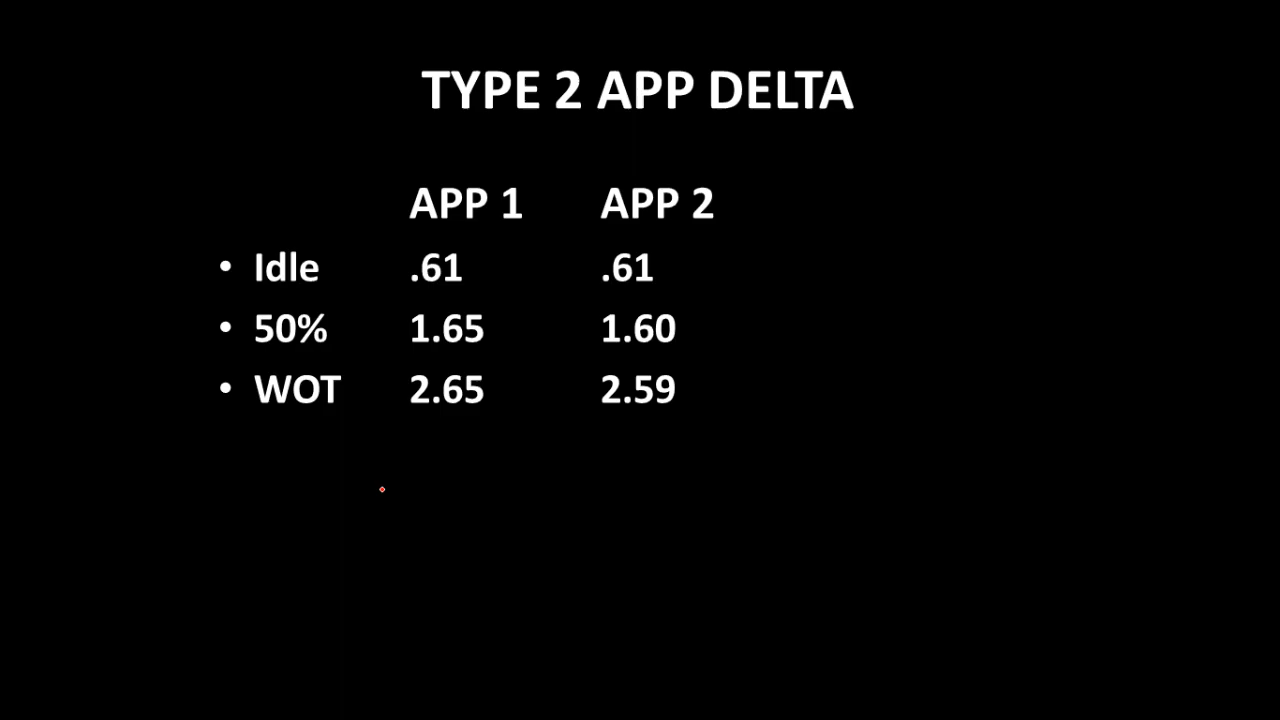 TYPE 2 APP DELTA
APP 1 APP 2
• Idle .61 .61
• 50% 1.65 1.60
• WOT 2.65 2.59